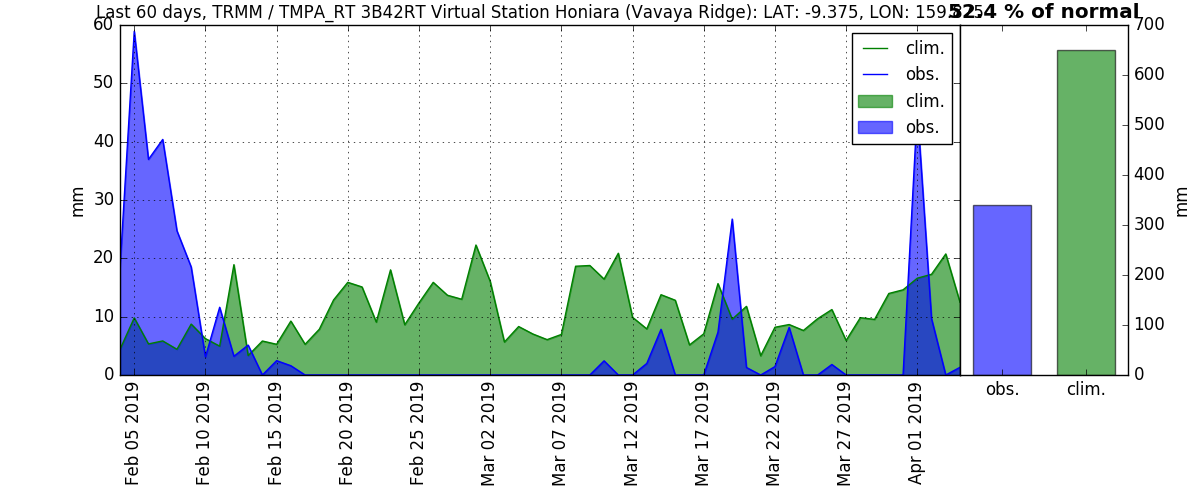 Last 60 days, TRMM / TMPA_RT 3B42RT Virtual Station Honiara (Vavaya Ridge): LAT: -9.375, LON:
52.4 % of normal
60
50
40
30
20
10
0
mm
clim.
obs.
clim.
obs.
Feb 05 2019
Feb 10 2019
Feb 15 2019
Feb 20 2019
Feb 25 2019
Mar 02 2019
Mar 07 2019
Mar 12 2019
Mar 17 2019
Mar 22 2019
Mar 27 2019
Apr 01 2019
700
600
500
400
300
200
100
0
mm
obs.
clim.